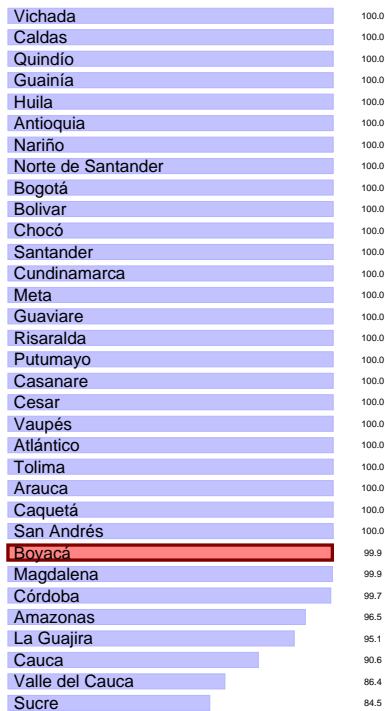 Vichada 100.0
Caldas 100.0
Quindío 100.0
Guainía 100.0
Huila 100.0
Antioquia 100.0
Nariño 100.0
Norte de Santander 100.0
Bogotá 100.0
Bolivar 100.0
Chocó 100.0
Santander 100.0
Cundinamarca 100.0
Meta 100.0
Guaviare 100.0
Risaralda 100.0
Putumayo 100.0
Casanare 100.0
Cesar 100.0
Vaupés 100.0
Atlántico 100.0
Tolima 100.0
Arauca 100.0
Caquetá 100.0
San Andrés 100.0
Boyacá 99.9
Magdalena 99.9
Córdoba 99.7
Amazonas 96.5
La Guajira 95.1
Cauca 90.6
Valle del Cauca 86.4
Sucre 84.5